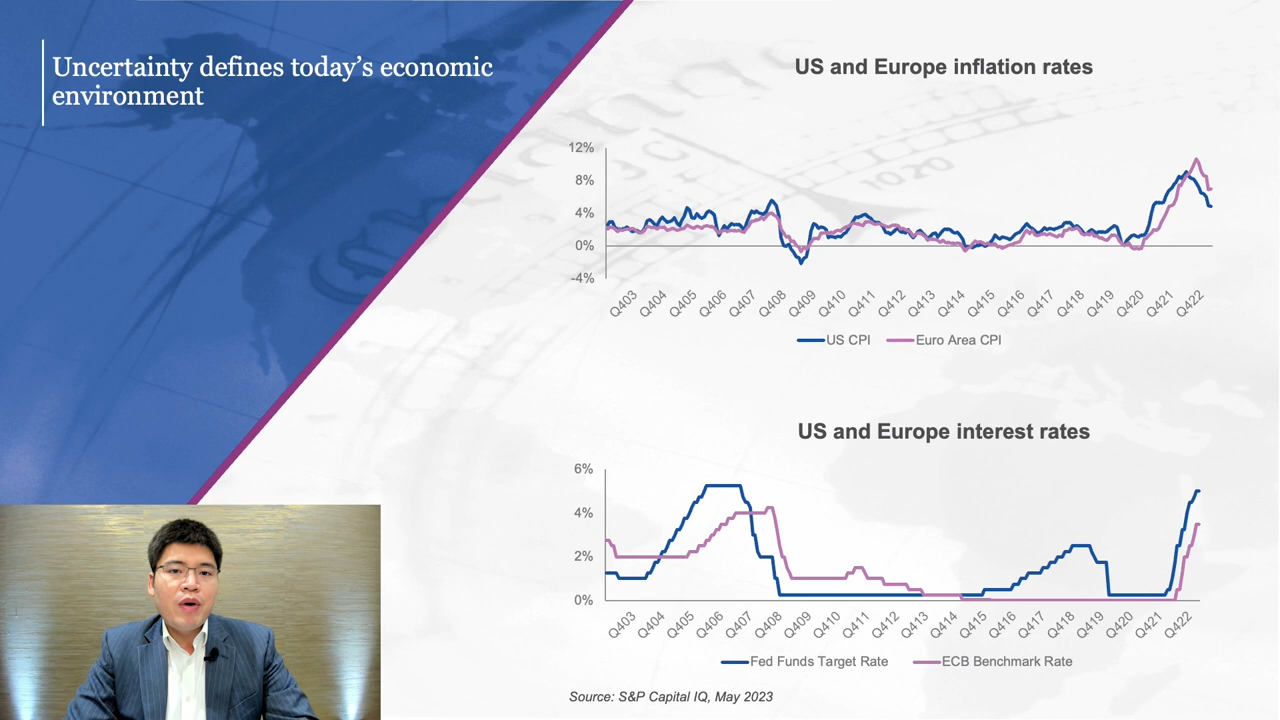 Uncertainty defines today’s economic
environment
US and Europe inflation rates
12%
8%
4%
0%
-4%
Q403 Q404 Q405 Q406 Q407 Q408 Q409 Q410 Q411 Q412 Q413 Q414 Q415 Q416 Q417 Q418 Q419 Q420 Q421 Q422
US CPI Euro Area CPI
US and Europe interest rates
6%
4%
2%
0%
Q403 Q404 Q405 Q406 Q407 Q408 Q409 Q410 Q411 Q412 Q413 Q414 Q415 Q416 Q417 Q418 Q419 Q420 Q421 Q422
Fed Funds Target Rate ECB Benchmark Rate
Source: S&P Capital IQ, May 2023
1020